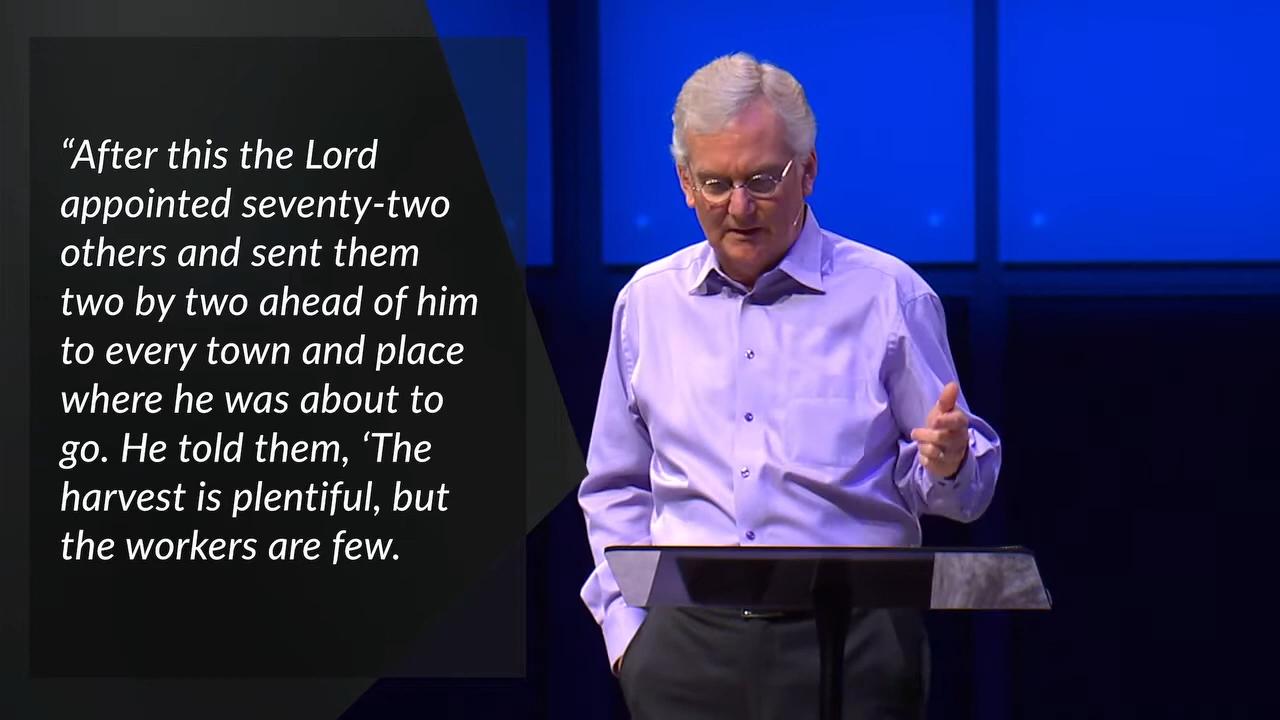 “After this the Lord
appointed seventy-two
others and sent them
two by two ahead of him
to every town and place
where he was about to
go. He told them, ‘The
harvest is plentiful, but
the workers are few.